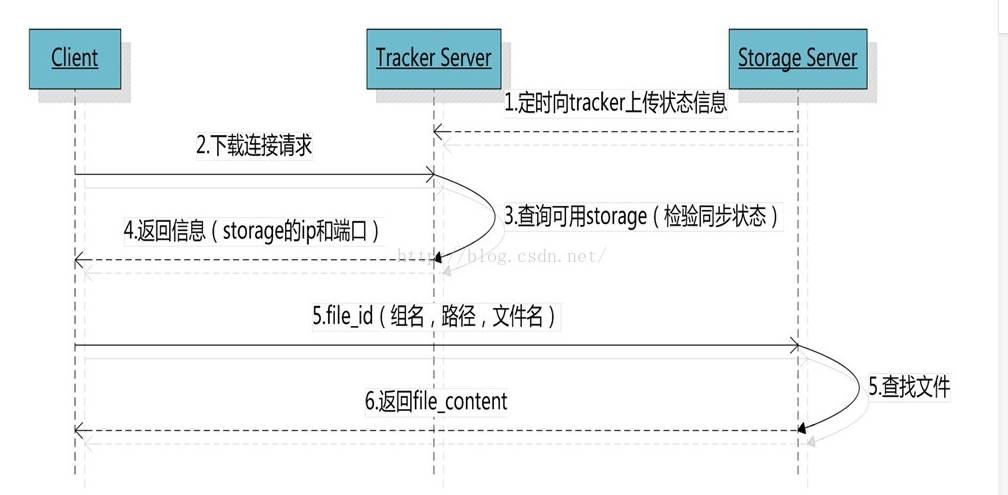 Client
Tracker Server
Storage Server
1.定时向tracker上传状态信息
2.下载连接请求
3.查询可用storage（检验同步状态）
4.返回信息（storage的ip和端口）
http://blog.csdn.net/
5.file_id（组名，路径，文件名）
5.查找文件
6.返回file_content